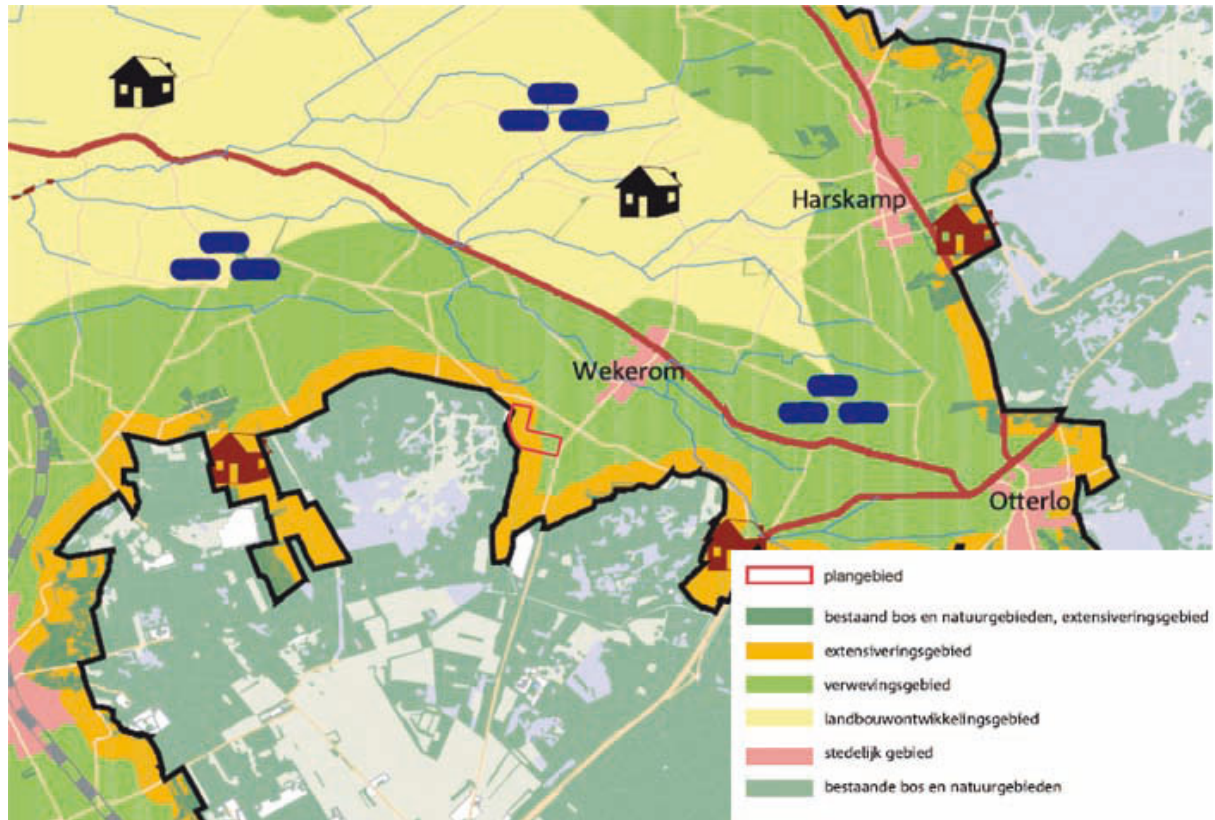 Harskamp
Wekerom
Otterlo
plangebied
bestaand bos en natuurgebieden, extensiveringsgebied
extensiveringsgebied
verwevingsgebied
landbouwontwikkelingsgebied
stedelijk gebied
bestaande bos en natuurgebieden